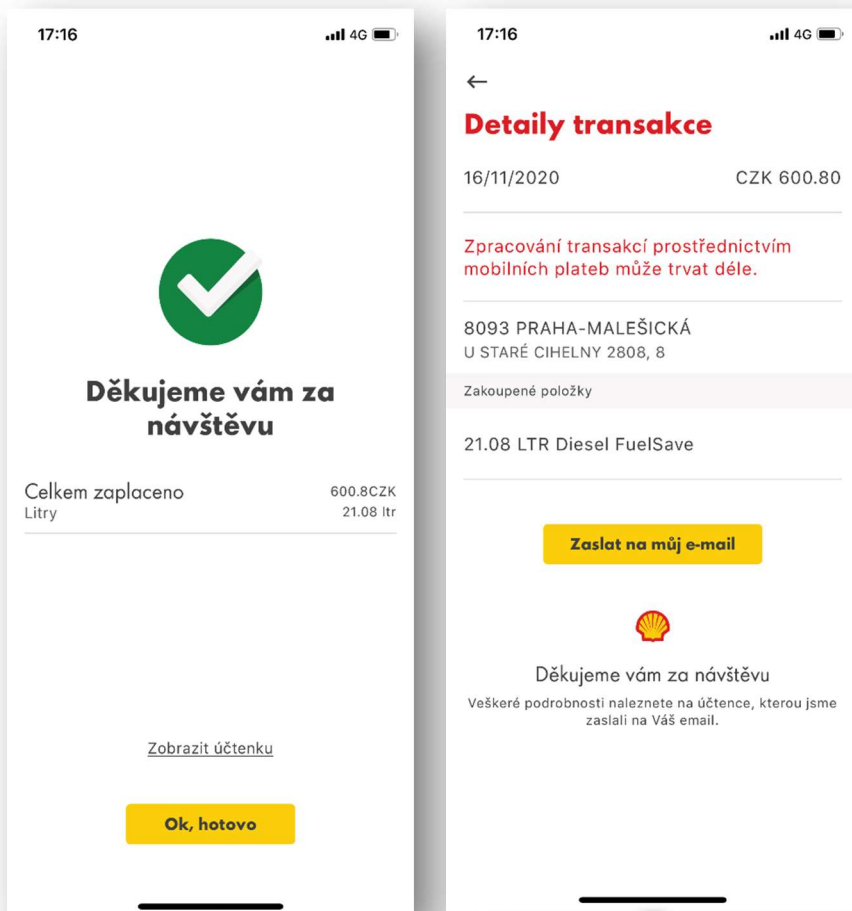 17:16
4G
Děkujeme vám za
návštěvu
Celkem zaplaceno 600.8CZK
Litry 21.08 ltr
Zobrazit účtenku
Ok, hotovo
17:16
4G
Detaily transakce
16/11/2020 CZK 600.80
Zpracování transakcí prostřednictvím
mobilních plateb může trvat déle.
8093 PRAHA-MALEŠICKÁ
U STARÉ CIHELNY 2808, 8
Zakoupené položky
21.08 LTR Diesel FuelSave
Zaslat na můj e-mail
Děkujeme vám za návštěvu
Veškeré podrobnosti naleznete na účtence, kterou jsme
zaslali na Váš email.